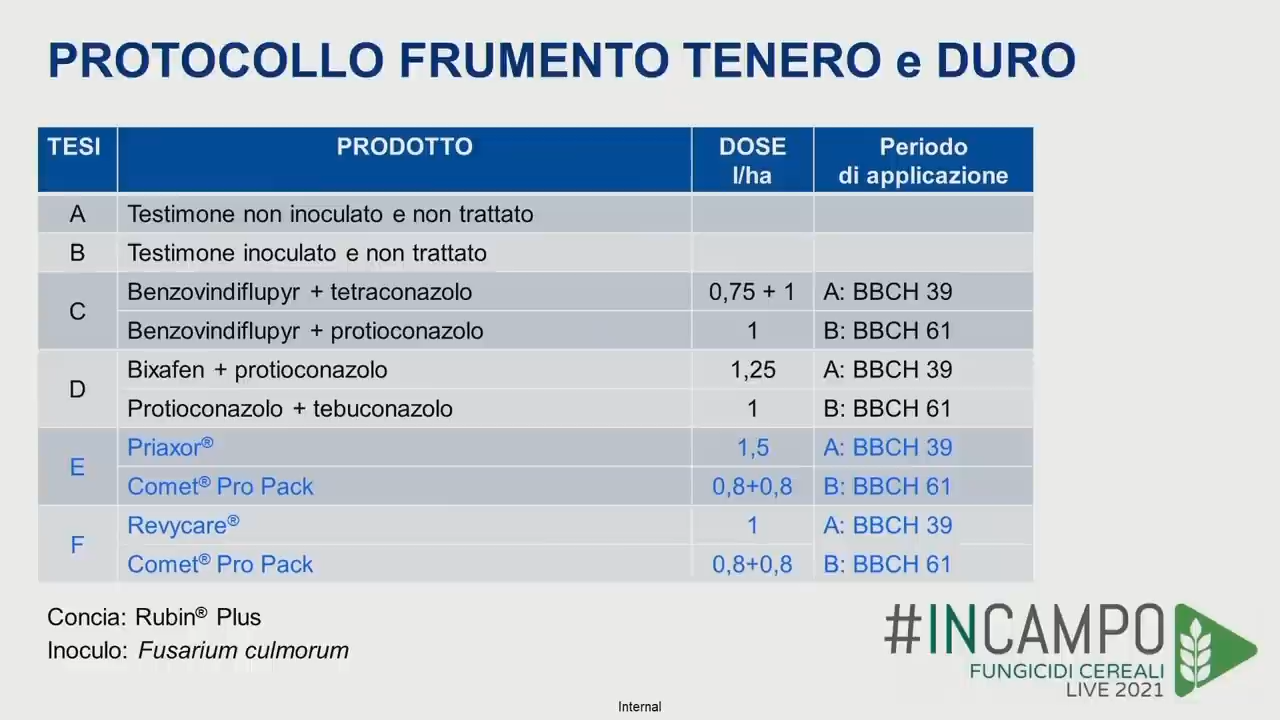 PROTOCOLLO FRUMENTO TENERO e DURO
TESI PRODOTTO DOSE l/ha Periodo di applicazione
A Testimone non inoculato e non trattato
B Testimone inoculato e non trattato
C Benzovindiflupyr + tetraconazolo 0,75 + 1 A: BBCH 39
Benzovindiflupyr + protioconazolo 1 B: BBCH 61
D Bixafen + protioconazolo 1,25 A: BBCH 39
Protioconazolo + tebuconazolo 1 B: BBCH 61
E Priaxor® 1,5 A: BBCH 39
Comet® Pro Pack 0,8+0,8 B: BBCH 61
F Revycare® 1 A: BBCH 39
Comet® Pro Pack 0,8+0,8 B: BBCH 61
Concia: Rubin® Plus
Inoculo: Fusarium culmorum
#INCAMPO
FUNGICIDI CEREALI
LIVE 2021
Internal